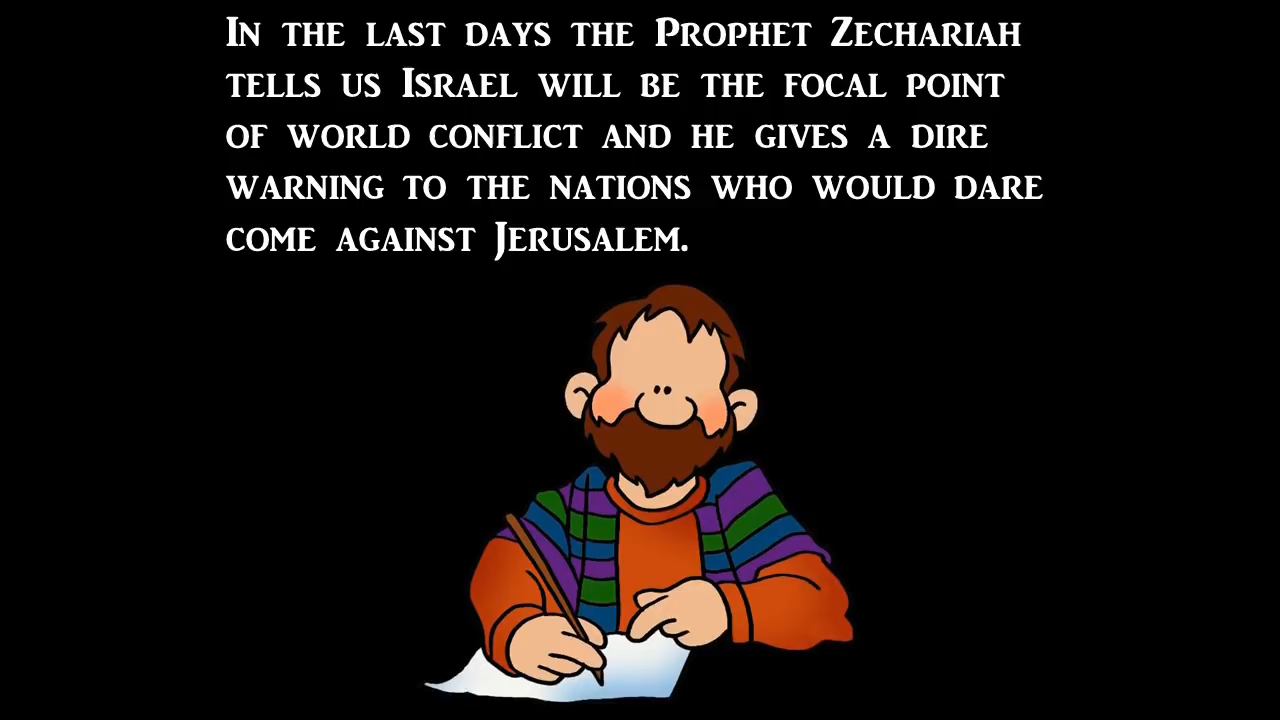 In the last days the Prophet Zechariah
tells us Israel will be the focal point
of world conflict and he gives a dire
warning to the nations who would dare
come against Jerusalem.